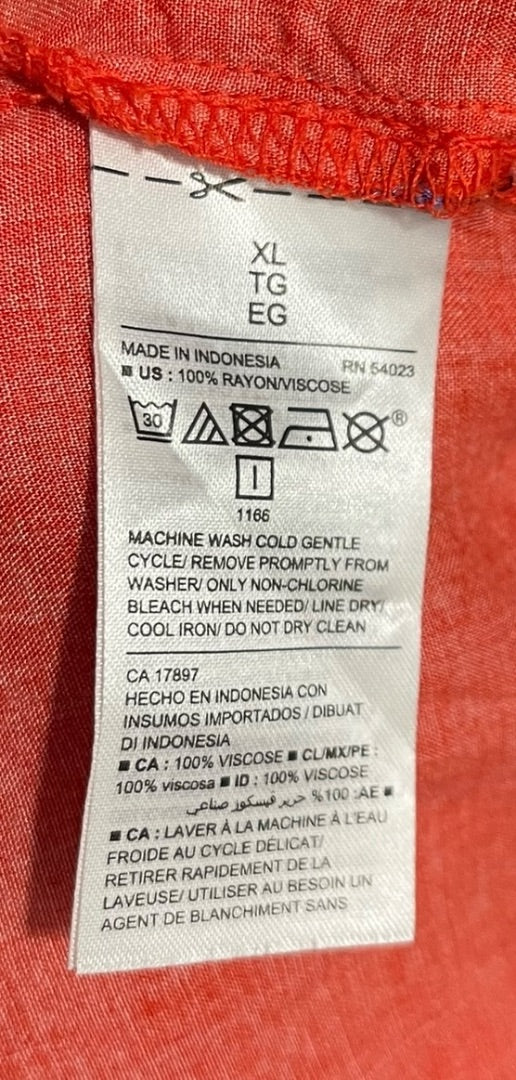 XL
TG
EG
MADE IN INDONESIA RN 54023
■ US : 100% RAYON/VISCOSE
30 ®
1166
MACHINE WASH COLD GENTLE
CYCLE/ REMOVE PROMPTLY FROM
WASHER/ ONLY NON-CHLORINE
BLEACH WHEN NEEDED/ LINE DRY/
COOL IRON/ DO NOT DRY CLEAN
CA 17897
HECHO EN INDONESIA CON
INSUMOS IMPORTADOS / DIBUAT
DI INDONESIA
■ CA : 100% VISCOSE ■ CL/MX/PE :
100% viscosa ■ ID : 100% VISCOSE
■ AE: 100% حرير فيسكوز صناعي
■ CA : LAVER À LA MACHINE À L'EAU
FROIDE AU CYCLE DÉLICAT/
RETIRER RAPIDEMENT DE LA
LAVEUSE/ UTILISER AU BESOIN UN
AGENT DE BLANCHIMENT SANS